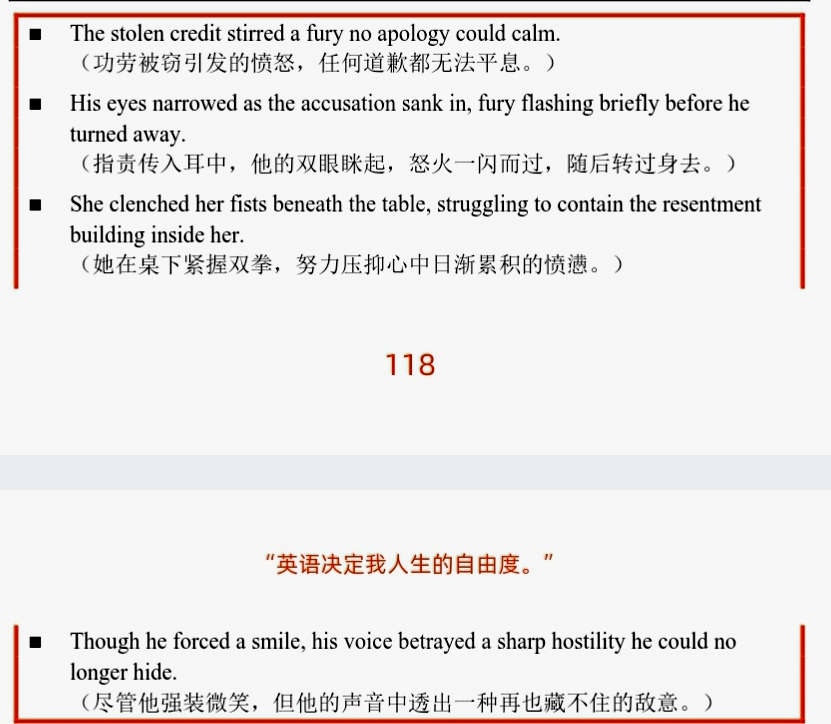 ■ The stolen credit stirred a fury no apology could calm.
（功劳被窃引发的愤怒，任何道歉都无法平息。）
■ His eyes narrowed as the accusation sank in, fury flashing briefly before he
turned away.
（指责传入耳中，他的双眼眯起，怒火一闪而过，随后转过身去。）
■ She clenched her fists beneath the table, struggling to contain the resentment
building inside her.
（她在桌下紧握双拳，努力压抑心中日渐累积的愤懑。）
118
“英语决定我人生的自由度。”
■ Though he forced a smile, his voice betrayed a sharp hostility he could no
longer hide.
（尽管他强装微笑，但他的声音中透出一种再也藏不住的敌意。）